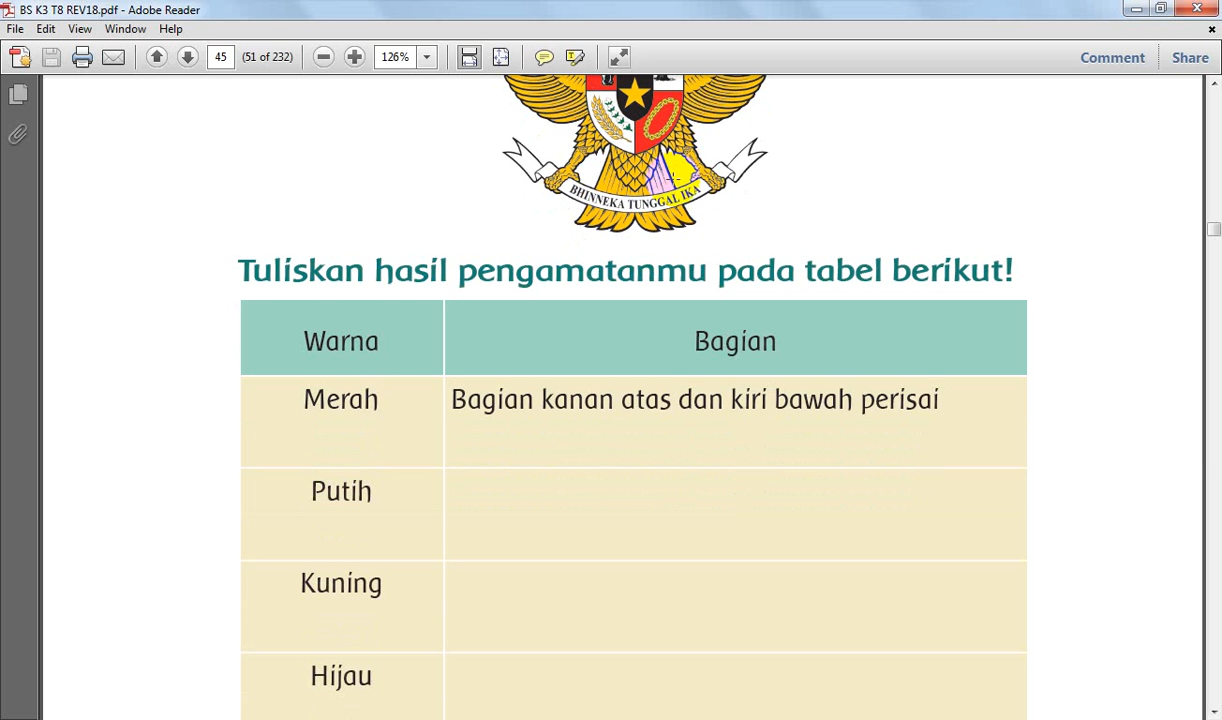 BS K3 T8 REV18.pdf - Adobe Reader
File Edit View Window Help
45 (51 of 232) 126% Comment Share
BHINNEKA TUNGGAL IKA
Tuliskan hasil pengamatanmu pada tabel berikut!
Warna Bagian
Merah Bagian kanan atas dan kiri bawah perisai
Putih
Kuning
Hijau